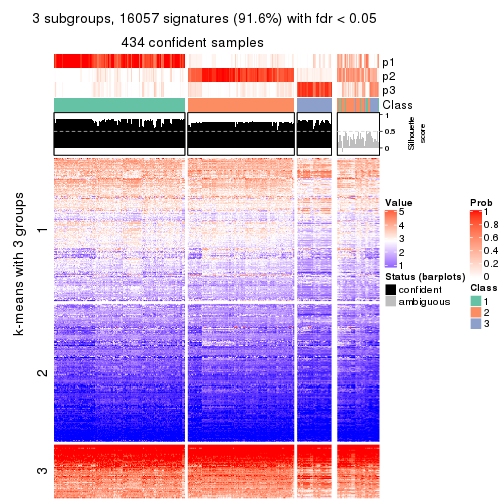 3 subgroups, 16057 signatures (91.6%) with fdr < 0.05
434 confident samples
p1
p2
p3
Class
1
0.5
0
Silhouette
score
k-means with 3 groups
1
2
3
Value
5
4
3
2
1
Status (barplots)
confident
ambiguous
Prob
1
0.8
0.6
0.4
0.2
0
Class
1
2
3